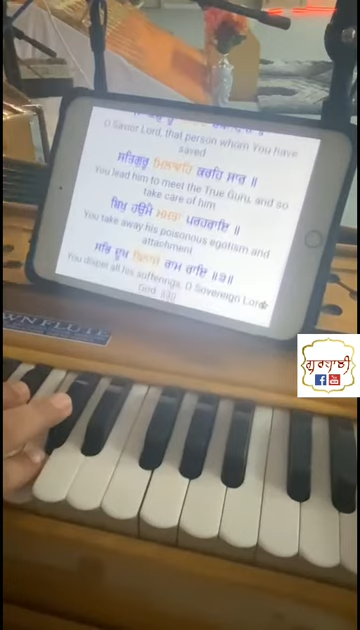 O Savior Lord, that person whom You have
saved
ਸਤਿਗੁਰੂ ਮਿਲਾਵਹਿ ਕਰਹਿ ਸਾਰ ॥
You lead him to meet the True Guru, and so
take care of him
ਬਿਖੁ ਹਉਮੈ ਮਮਤਾ ਪਰਹਰਾਇ ॥
You take away his poisonous egotism and
attachment
ਸਭਿ ਦੂਖ ਬਿਨਾਸੇ ਰਾਮ ਰਾਇ ॥੩॥
You dispel all his sufferings, O Sovereign Lord
God. ||3||
WNFLUTE
ਗੁਰਬਾਣੀ
f